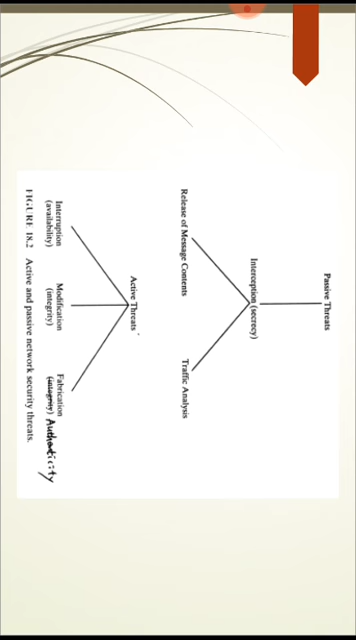 Passive Threats
Interception (secrecy)
Release of Message Contents
Traffic Analysis
Active Threats
Interruption
(availability)
Modification
(integrity)
Fabrication
(integrity) Authenticity
FIGURE 18.2 Active and passive network security threats.